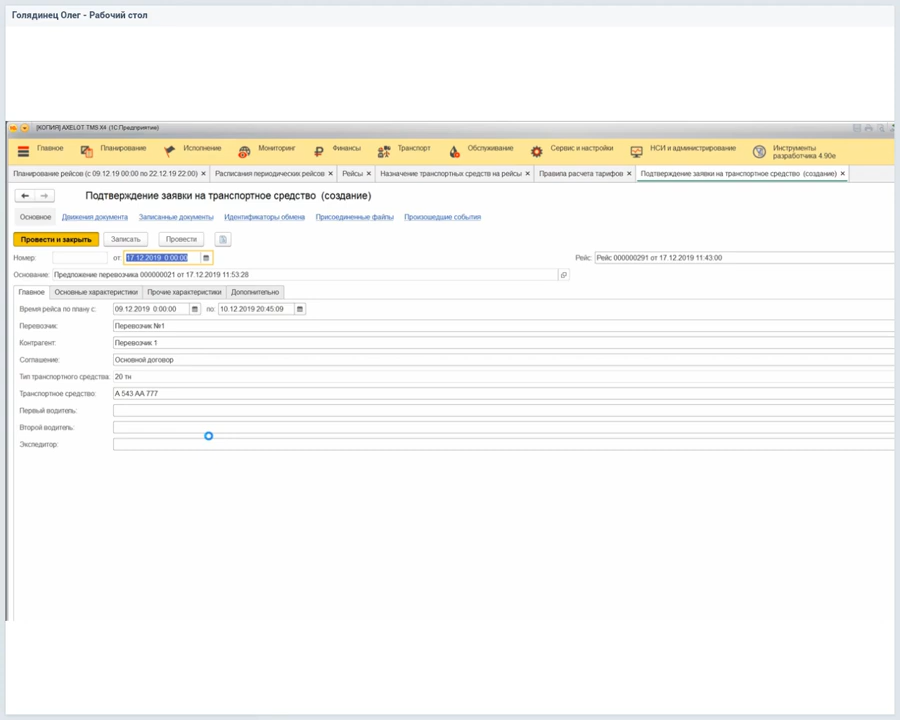 Голядинец Олег - Рабочий стол
[КОПИЯ] AXELOT TMS X4 (1С:Предприятие)
Главное Планирование Исполнение Мониторинг Финансы Транспорт Обслуживание Сервис и настройки НСИ и администрирование Инструменты
разработчика 4.90e
Планирование рейсов (с 09.12.19 00:00 по 22.12.19 22:00) × Расписания периодических рейсов × Рейсы × Назначение транспортных средств на рейсы × Правила расчета тарифов × Подтверждение заявки на транспортное средство (создание) ×
Подтверждение заявки на транспортное средство (создание)
Основное Движения документа Записанные документы Идентификаторы обмена Присоединенные файлы Произошедшие события
Провести и закрыть Записать Провести
Номер: от: 17.12.2019 0:00:00 Рейс: Рейс 000000291 от 17.12.2019 11:43:00
Основание: Предложение перевозчика 000000021 от 17.12.2019 11:53:28
Главное Основные характеристики Прочие характеристики Дополнительно
Время рейса по плану с: 09.12.2019 0:00:00 по: 10.12.2019 20:45:09
Перевозчик: Перевозчик №1
Контрагент: Перевозчик 1
Соглашение: Основной договор
Тип транспортного средства: 20 тн
Транспортное средство: А 543 АА 777
Первый водитель:
Второй водитель:
Экспедитор: